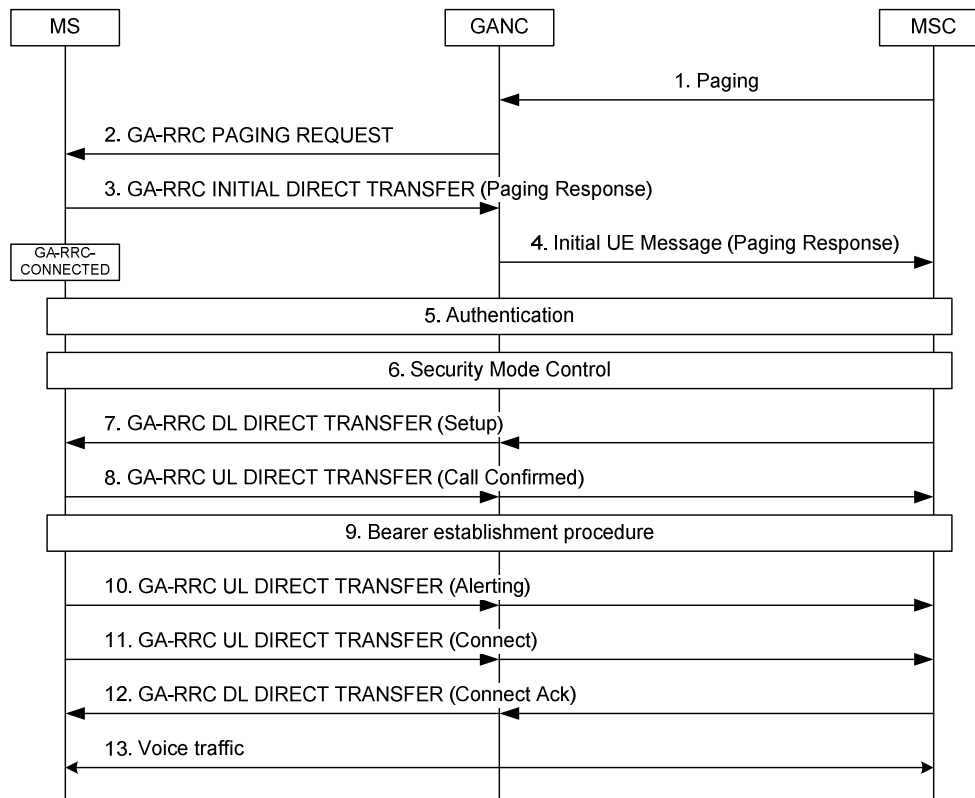 MS
GANC
MSC
1. Paging
2. GA-RRC PAGING REQUEST
3. GA-RRC INITIAL DIRECT TRANSFER (Paging Response)
GA-RRC-
CONNECTED
4. Initial UE Message (Paging Response)
5. Authentication
6. Security Mode Control
7. GA-RRC DL DIRECT TRANSFER (Setup)
8. GA-RRC UL DIRECT TRANSFER (Call Confirmed)
9. Bearer establishment procedure
10. GA-RRC UL DIRECT TRANSFER (Alerting)
11. GA-RRC UL DIRECT TRANSFER (Connect)
12. GA-RRC DL DIRECT TRANSFER (Connect Ack)
13. Voice traffic